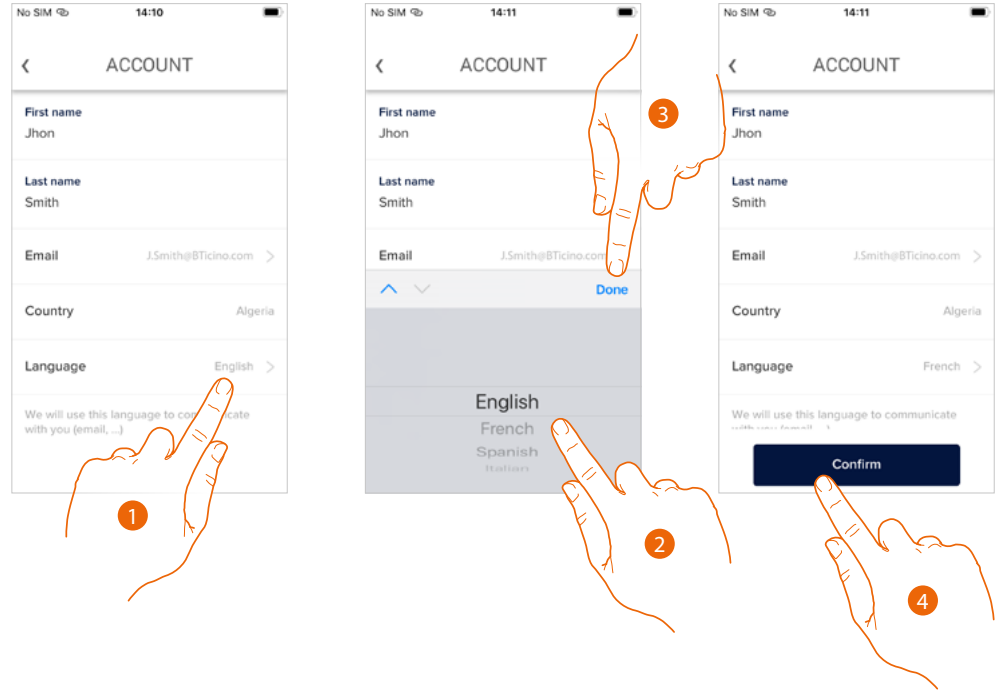 No SIM 14:10
ACCOUNT
First name
Jhon
Last name
Smith
Email J.Smith@BTicino.com
Country Algeria
Language English
We will use this language to communicate
with you (email, ...)
1
No SIM 14:11
ACCOUNT
First name
Jhon
Last name
Smith
Email J.Smith@BTicino.com
Done
English
French
Spanish
Italian
3
2
No SIM 14:11
ACCOUNT
First name
Jhon
Last name
Smith
Email J.Smith@BTicino.com
Country Algeria
Language French
We will use this language to communicate
with you (email, ...)
Confirm
4